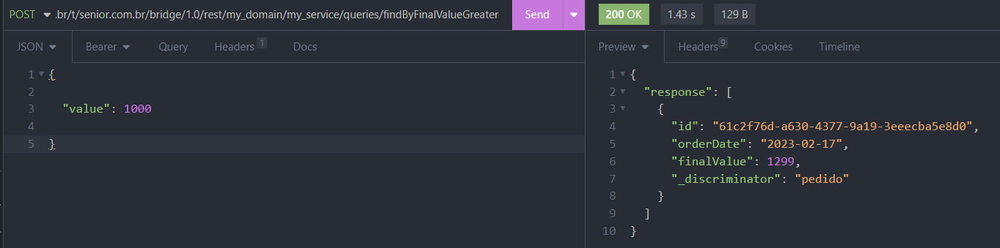 POST .br/t/senior.com.br/bridge/1.0/rest/my_domain/my_service/queries/findByFinalValueGreater Send 200 OK 1.43 s 129 B
JSON Bearer Query Headers 1 Docs
1 {
2
3 "value": 1000
4
5 }
Preview Headers 9 Cookies Timeline
1 {
2 "response": [
3 {
4 "id": "61c2f76d-a630-4377-9a19-3eeecba5e8d0",
5 "orderDate": "2023-02-17",
6 "finalValue": 1299,
7 "_discriminator": "pedido"
8 }
9 ]
10 }